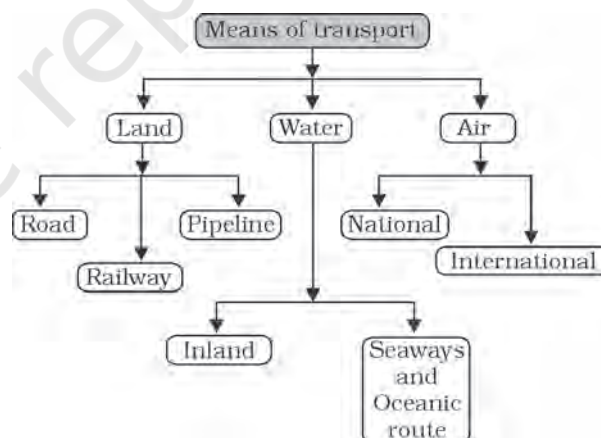 Means of transport
Land
Water
Air
Road
Pipeline
National
Railway
International
Inland
Seaways
and
Oceanic
route